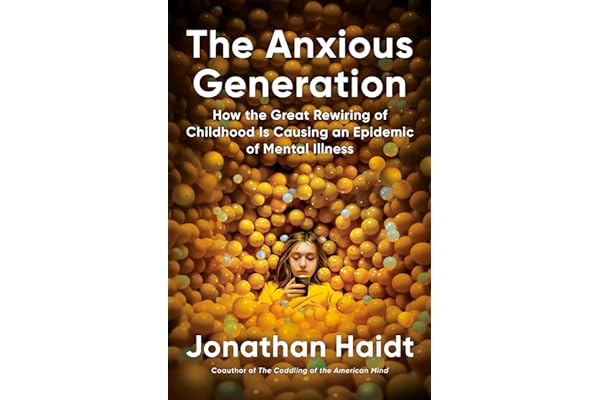 The Anxious
Generation
How the Great Rewiring of
Childhood Is Causing an Epidemic
of Mental Illness
Jonathan Haidt
Coauthor of The Coddling of the American Mind